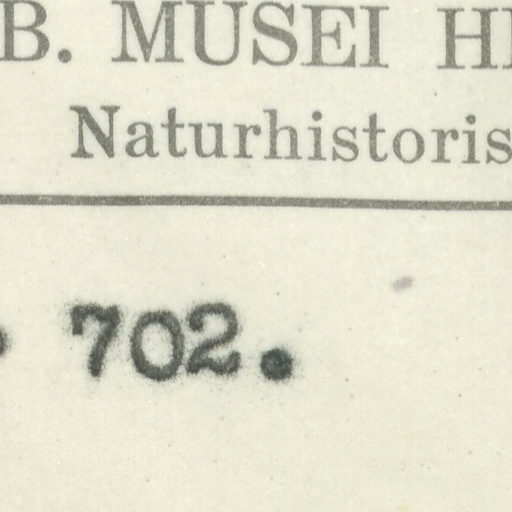 B. MUSEI
Naturhistoris
702.